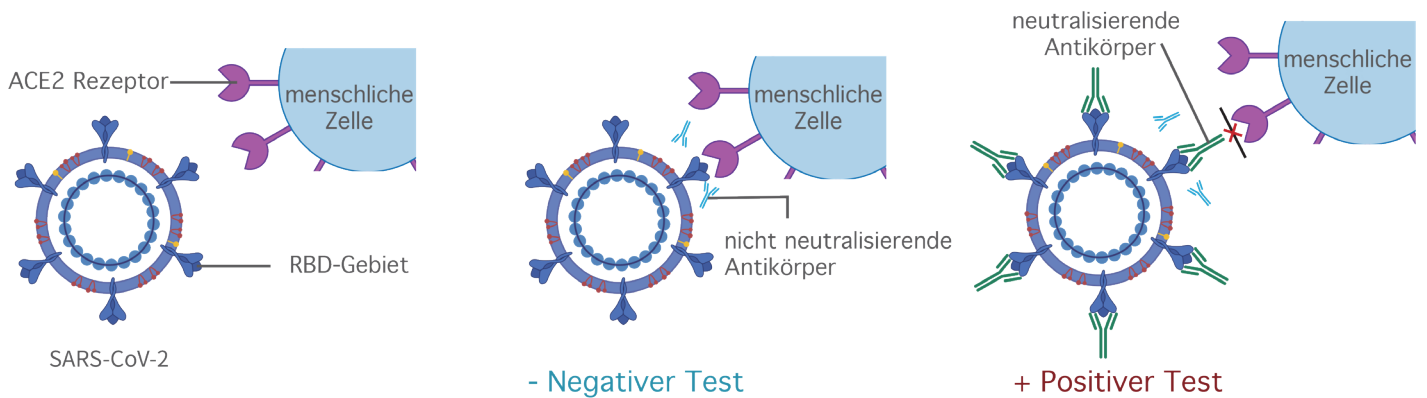 ACE2 Rezeptor
menschliche
Zelle
RBD-Gebiet
SARS-CoV-2
menschliche
Zelle
nicht neutralisierende
Antikörper
- Negativer Test
neutralisierende
Antikörper
menschliche
Zelle
+ Positiver Test